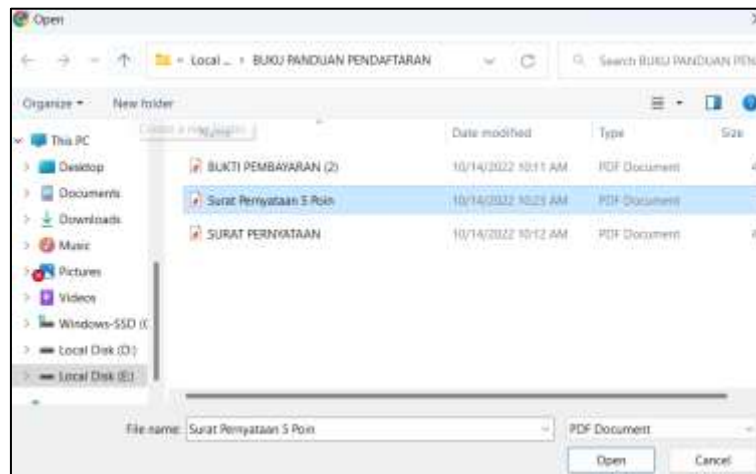 Open
Local ... › BUKU PANDUAN PENDAFTARAN
Search BUKU PANDUAN PEN
Organize New folder
This PC
Date modified Type Size
Desktop
BUKTI PEMBAYARAN (2) 10/14/2022 10:11 AM PDF Document 4
Documents
Surat Pernyataan 5 Poin 10/14/2022 10:23 AM PDF Document
Downloads
SURAT PERNYATAAN 10/14/2022 10:12 AM PDF Document 4
Music
Pictures
Videos
Windows-SSD (C
Local Disk (D:)
Local Disk (E:)
File name: Surat Pernyataan 5 Poin PDF Document
Open Cancel